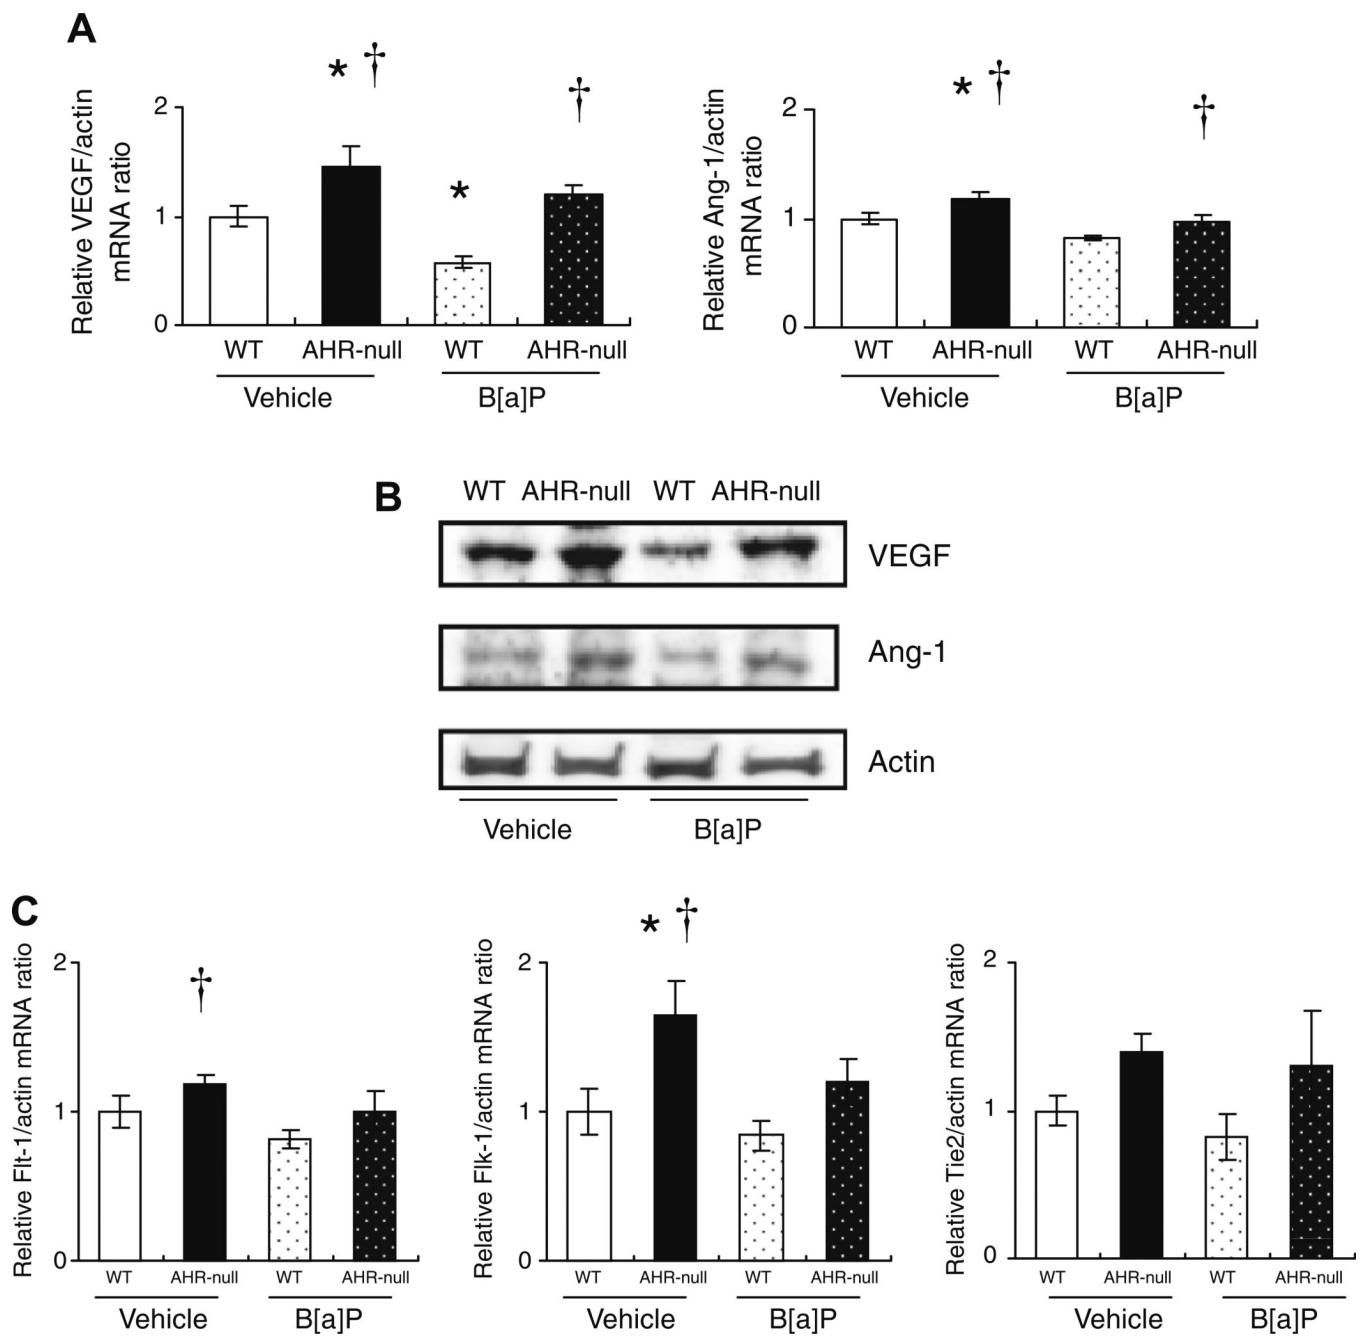 A
* †
†
*
Relative VEGF/actin
mRNA ratio
2
1
0
WT AHR-null WT AHR-null
Vehicle B[a]P
* †
†
Relative Ang-1/actin
mRNA ratio
2
1
0
WT AHR-null WT AHR-null
Vehicle B[a]P
B
WT AHR-null WT AHR-null
VEGF
Ang-1
Actin
Vehicle B[a]P
C
†
Relative Flt-1/actin mRNA ratio
2
1
0
WT AHR-null WT AHR-null
Vehicle B[a]P
* †
Relative Flk-1/actin mRNA ratio
2
1
0
WT AHR-null WT AHR-null
Vehicle B[a]P
Relative Tie2/actin mRNA ratio
2
1
0
WT AHR-null WT AHR-null
Vehicle B[a]P